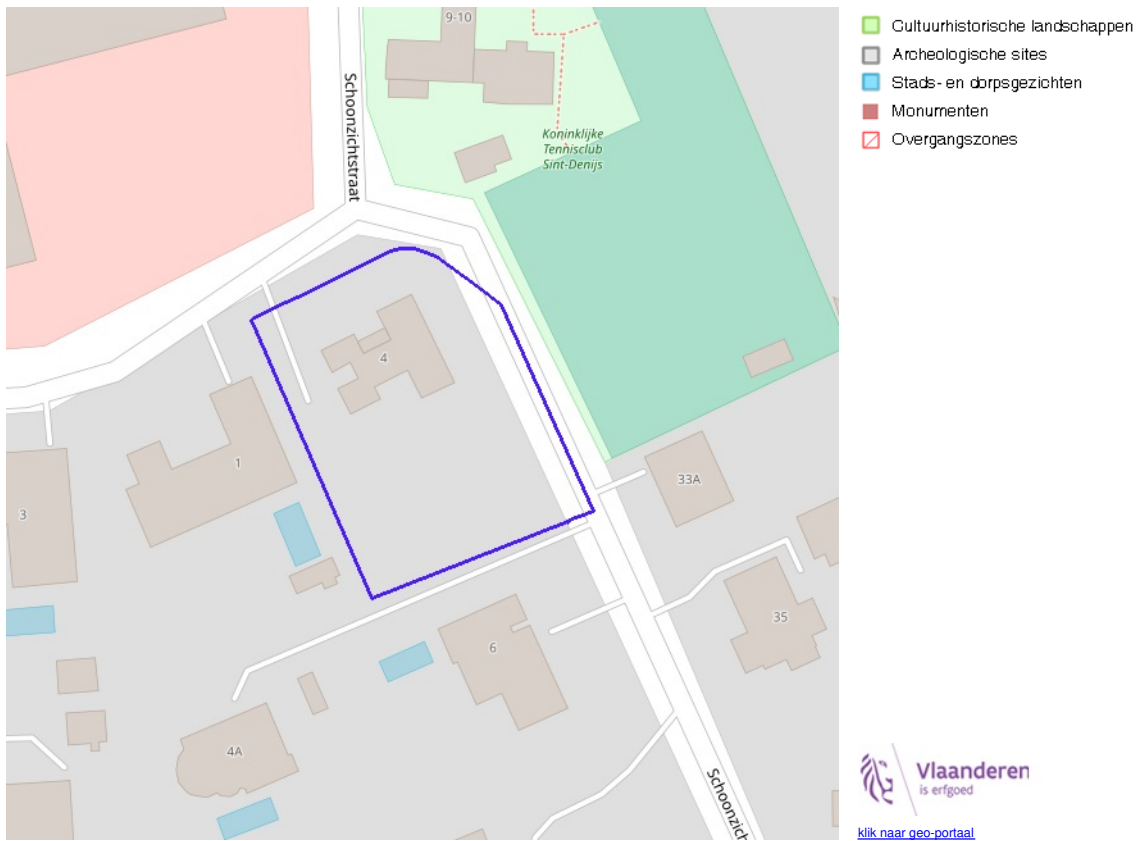 9-10
Schoonzichtstraat
Koninklijke
Tennisclub
Sint-Denijs
4
1
3
33A
35
6
4A
Schoonzich
Cultuurhistorische landschappen
Archeologische sites
Stads- en dorpsgezichten
Monumenten
Overgangszones
Vlaanderen
is erfgoed
klik naar geo-portaal